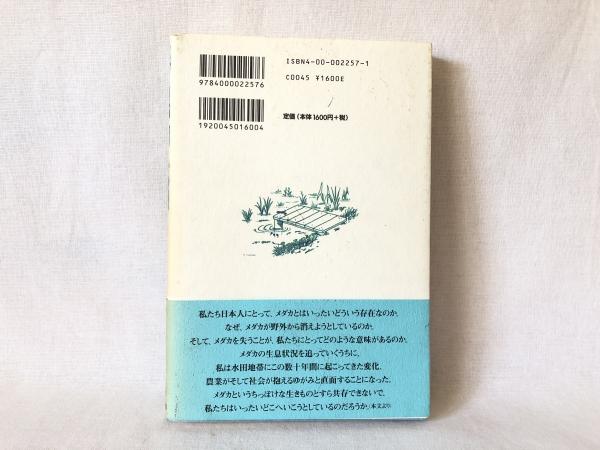 ISBN4-00-002257-1
9784000022576
C0045 ¥1600E
定価(本体1600円+税)
1920045016004
私たち日本人にとって、メダカとはいったいどういう存在なのか。
なぜ、メダカが野外から消えようとしているのか。
そして、メダカを失うことが、私たちにとってどのような意味があるのか。
メダカの生息状況を追っていくうちに、
私は水田地帯にこの数十年間に起こってきた変化、
農業がそして社会が抱えるゆがみと直面することになった。
メダカというちっぽけな生きものとすら共存できないで、
私たちはいったいどこへいこうとしているのだろうか。(本文より)